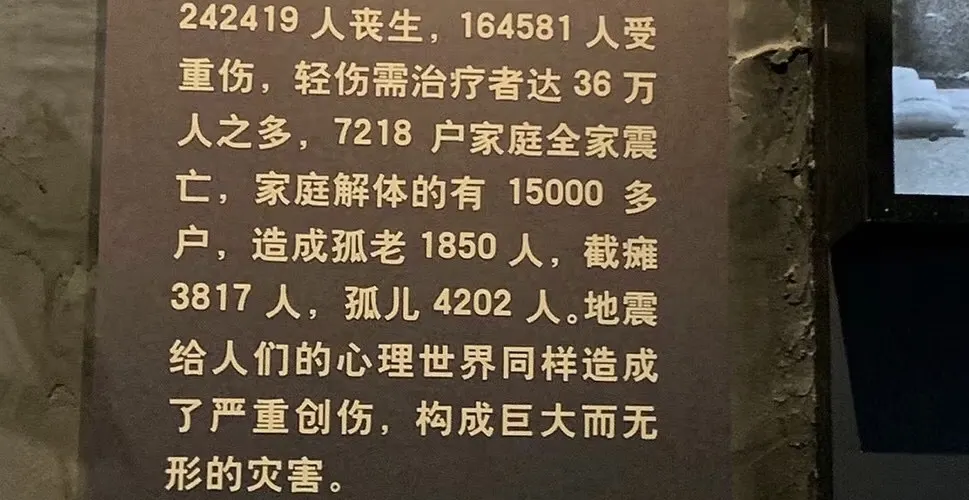 242419 人丧生，164581 人受
重伤，轻伤需治疗者达 36 万
人之多，7218 户家庭全家震
亡，家庭解体的有 15000 多
户，造成孤老 1850 人，截瘫
3817 人，孤儿 4202 人。地震
给人们的心理世界同样造成
了严重创伤，构成巨大而无
形的灾害。